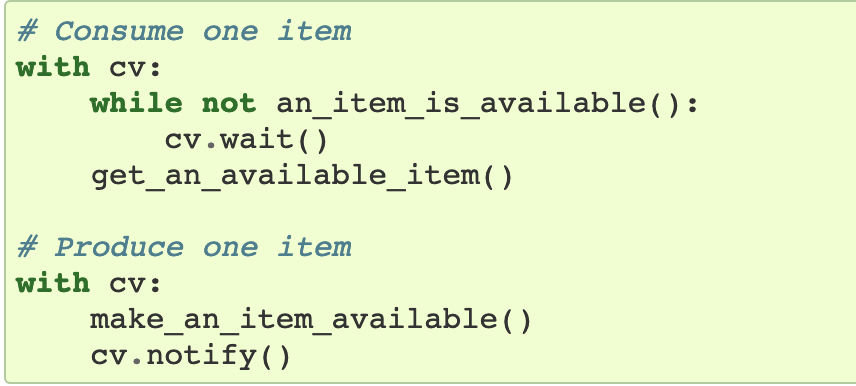 # Consume one item
with cv:
    while not an_item_is_available():
        cv.wait()
    get_an_available_item()

# Produce one item
with cv:
    make_an_item_available()
    cv.notify()